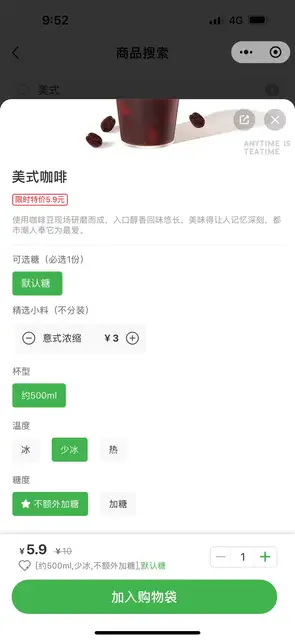 9:52
4G
商品搜索
美式
ANYTIME IS
TEATIME
美式咖啡
限时特价5.9元
使用咖啡豆现场研磨而成，入口醇香回味悠长，美味得让人记忆深刻，都
市潮人奉它为最爱。
可选糖（必选1份）
默认糖
精选小料（不分装）
意式浓缩 ¥3
杯型
约500ml
温度
冰 少冰 热
糖度
不额外加糖 加糖
¥5.9 ¥10 1
[约500ml,少冰,不额外加糖],默认糖
加入购物袋